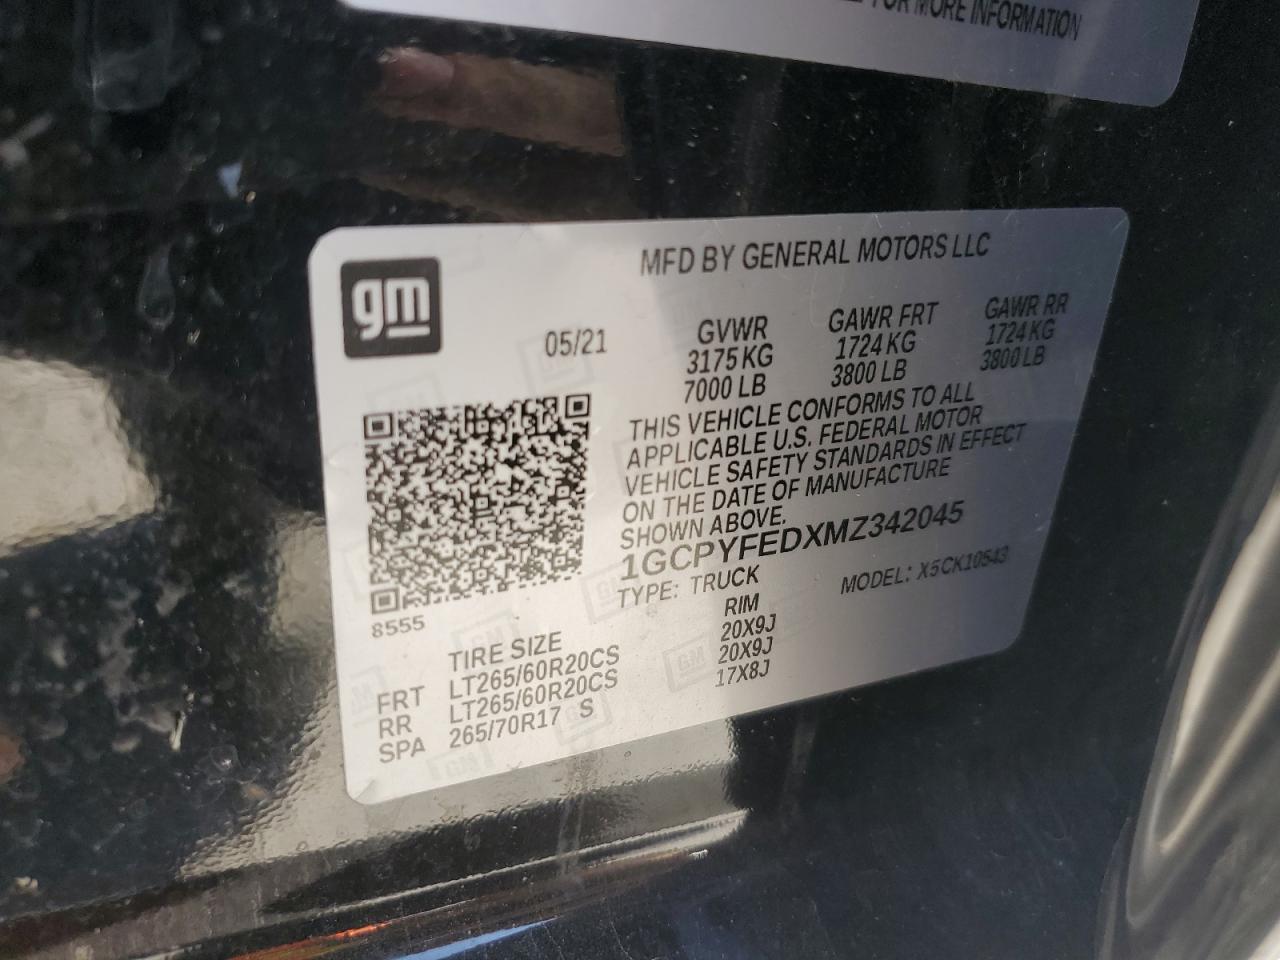 FOR MORE INFORMATION
gm
MFD BY GENERAL MOTORS LLC
05/21
GVWR GAWR FRT GAWR RR
3175 KG 1724 KG 1724 KG
7000 LB 3800 LB 3800 LB
THIS VEHICLE CONFORMS TO ALL
APPLICABLE U.S. FEDERAL MOTOR
VEHICLE SAFETY STANDARDS IN EFFECT
ON THE DATE OF MANUFACTURE
SHOWN ABOVE.
1GCPYFEDXMZ342045
TYPE: TRUCK MODEL: X5CK10543
8555
TIRE SIZE RIM
FRT LT265/60R20CS 20X9J
RR LT265/60R20CS 20X9J
SPA 265/70R17 S 17X8J